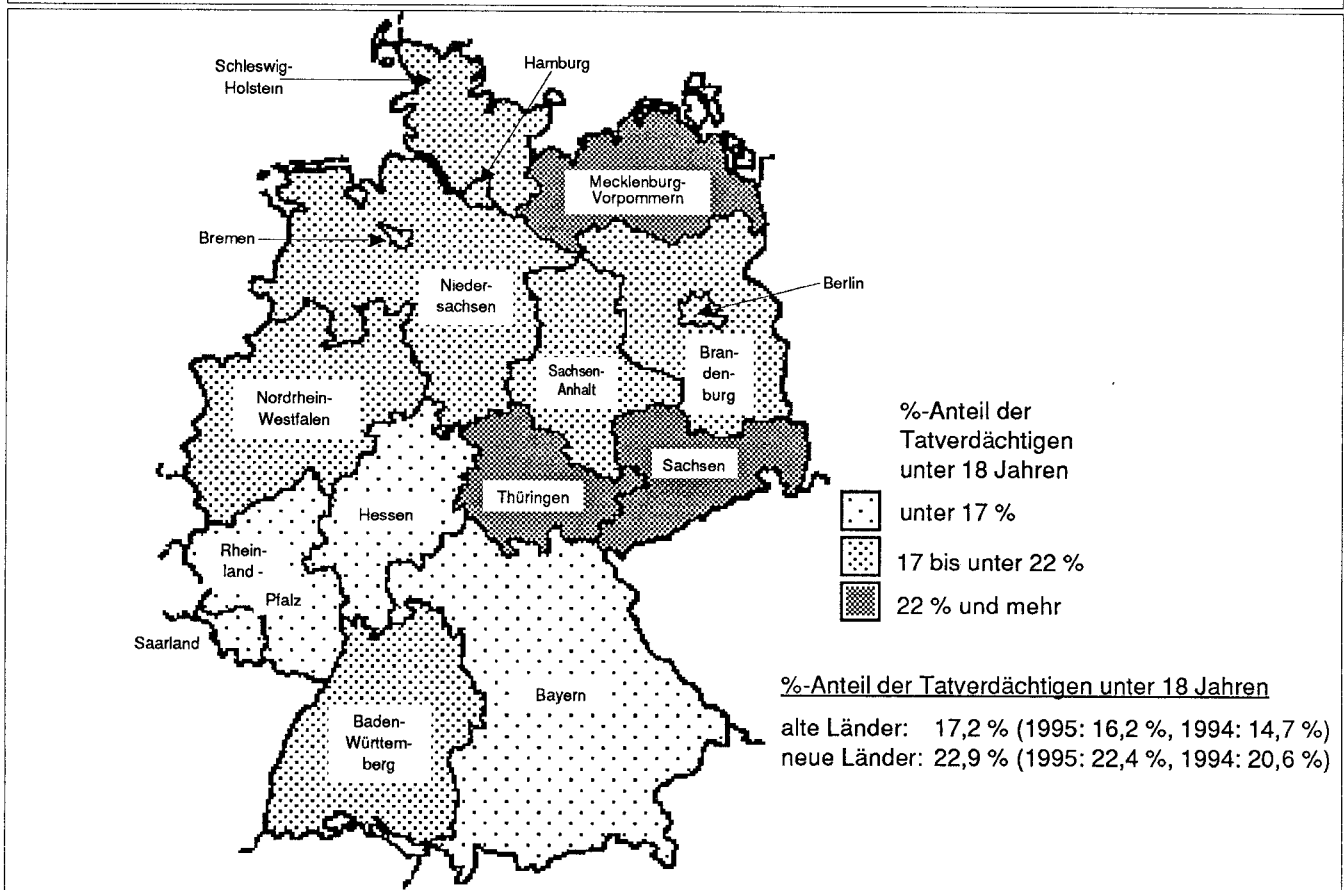 Schleswig-
Holstein
Hamburg
Mecklenburg-
Vorpommern
Bremen
Nieder-
sachsen
Berlin
Bran-
den-
burg
Sachsen-
Anhalt
Nordrhein-
Westfalen
Sachsen
Thüringen
Hessen
Rhein-
land -
Pfalz
Saarland
Bayern
Baden-
Württem-
berg
%-Anteil der
Tatverdächtigen
unter 18 Jahren
unter 17 %
17 bis unter 22 %
22 % und mehr
%-Anteil der Tatverdächtigen unter 18 Jahren
alte Länder: 17,2 % (1995: 16,2 %, 1994: 14,7 %)
neue Länder: 22,9 % (1995: 22,4 %, 1994: 20,6 %)